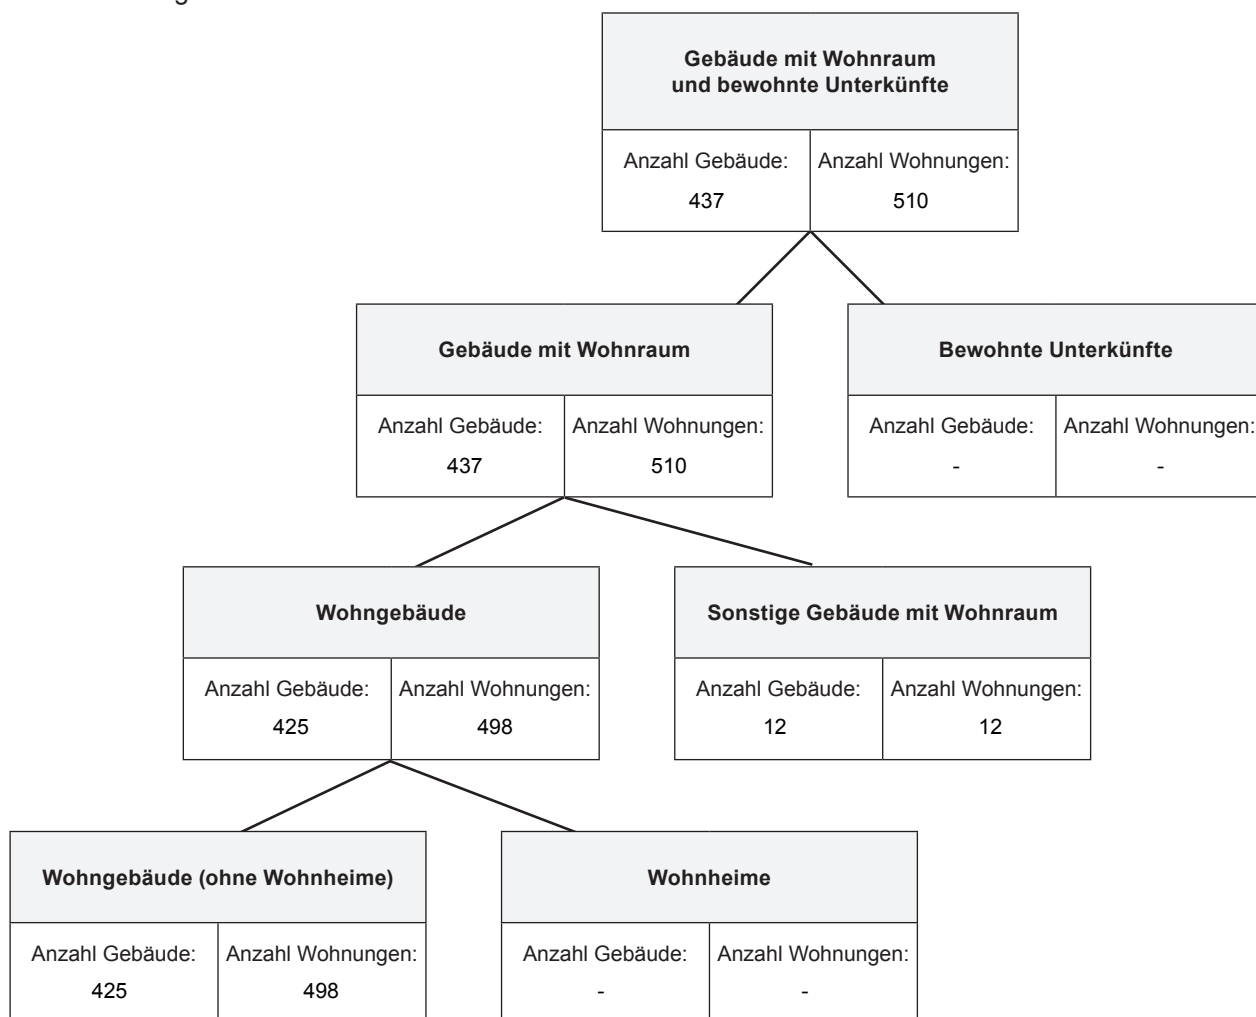 Gebäude mit Wohnraum
und bewohnte Unterkünfte
Anzahl Gebäude: Anzahl Wohnungen:
437 510
Gebäude mit Wohnraum
Anzahl Gebäude: Anzahl Wohnungen:
437 510
Bewohnte Unterkünfte
Anzahl Gebäude: Anzahl Wohnungen:
- -
Wohngebäude
Anzahl Gebäude: Anzahl Wohnungen:
425 498
Sonstige Gebäude mit Wohnraum
Anzahl Gebäude: Anzahl Wohnungen:
12 12
Wohngebäude (ohne Wohnheime)
Anzahl Gebäude: Anzahl Wohnungen:
425 498
Wohnheime
Anzahl Gebäude: Anzahl Wohnungen:
- -